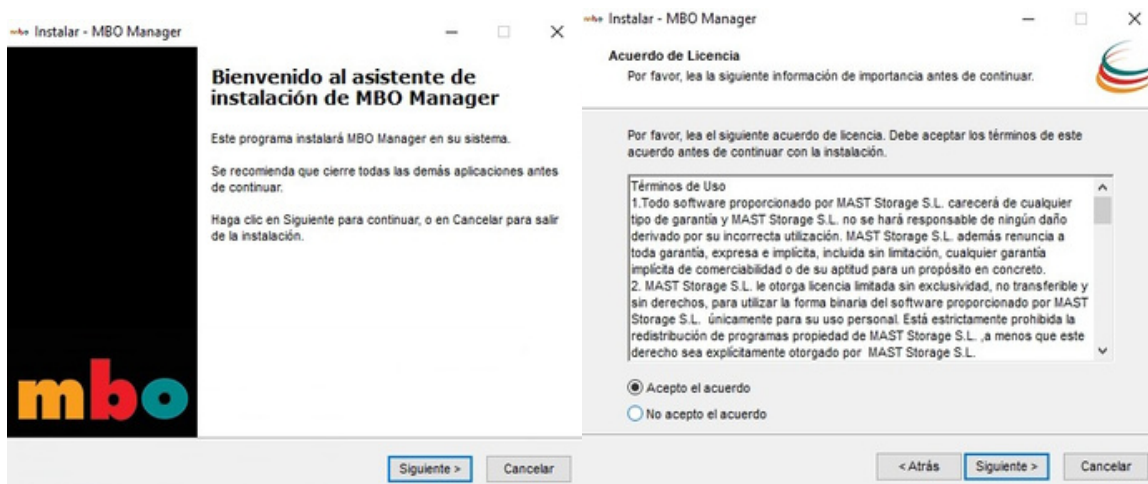 mbo Instalar - MBO Manager
Bienvenido al asistente de
instalación de MBO Manager
Este programa instalará MBO Manager en su sistema.
Se recomienda que cierre todas las demás aplicaciones antes
de continuar.
Haga clic en Siguiente para continuar, o en Cancelar para salir
de la instalación.
mbo
Siguiente >
Cancelar
mbo Instalar - MBO Manager
Acuerdo de Licencia
Por favor, lea la siguiente información de importancia antes de continuar.
Por favor, lea el siguiente acuerdo de licencia. Debe aceptar los términos de este
acuerdo antes de continuar con la instalación.
Términos de Uso
1.Todo software proporcionado por MAST Storage S.L. carecerá de cualquier
tipo de garantía y MAST Storage S.L. no se hará responsable de ningún daño
derivado por su incorrecta utilización. MAST Storage S.L. además renuncia a
toda garantía, expresa e implícita, incluida sin limitación, cualquier garantía
implícita de comerciabilidad o de su aptitud para un propósito en concreto.
2. MAST Storage S.L. le otorga licencia limitada sin exclusividad, no transferible y
sin derechos, para utilizar la forma binaria del software proporcionado por MAST
Storage S.L. únicamente para su uso personal. Está estrictamente prohibida la
redistribución de programas propiedad de MAST Storage S.L. ,a menos que este
derecho sea explícitamente otorgado por MAST Storage S.L.
Acepto el acuerdo
No acepto el acuerdo
< Atrás
Siguiente >
Cancelar